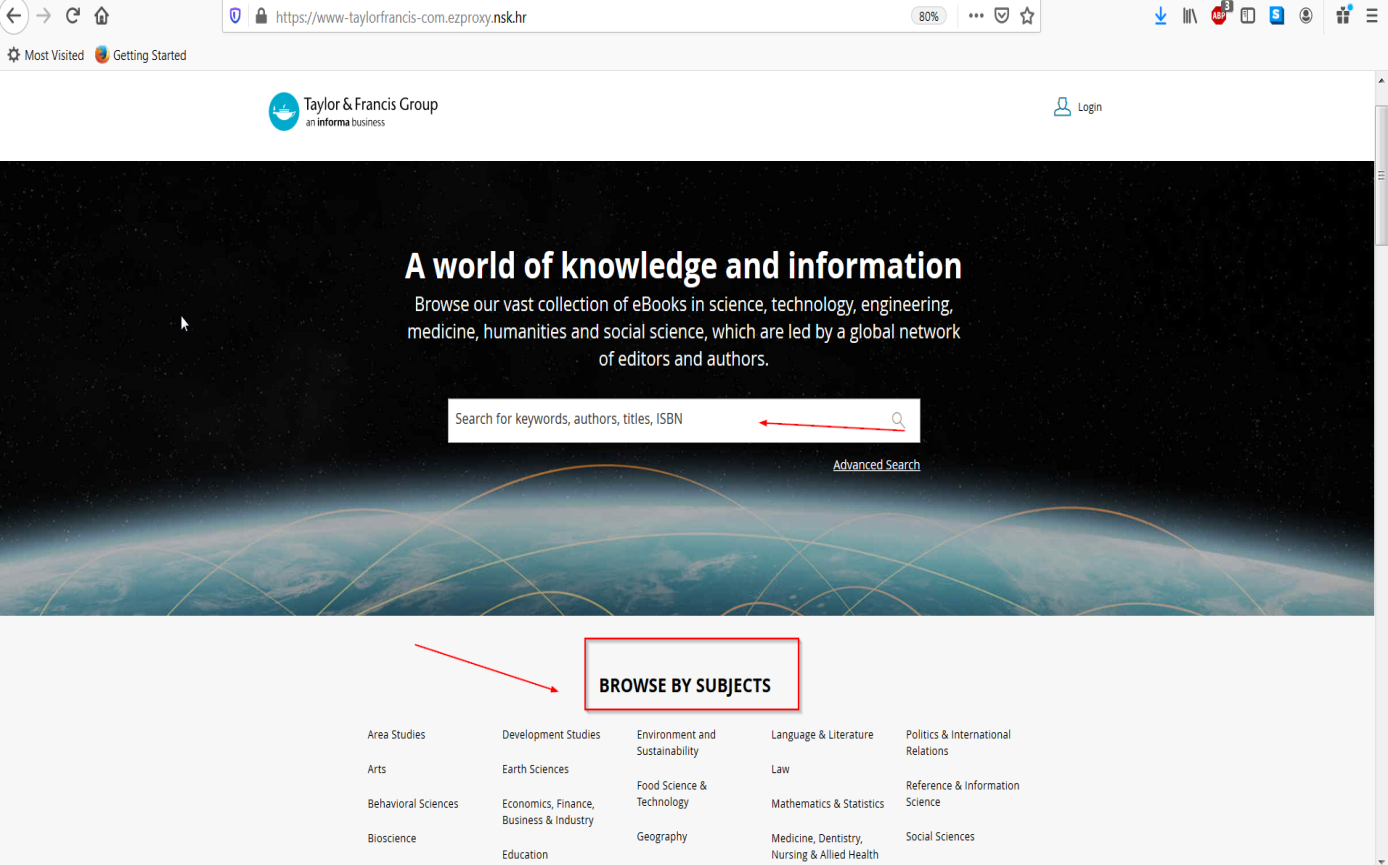 https://www-taylorfrancis-com.ezproxy.nsk.hr
80%
3
ABP
S
Most Visited
Getting Started
Taylor & Francis Group
an informa business
Login
A world of knowledge and information
Browse our vast collection of eBooks in science, technology, engineering,
medicine, humanities and social science, which are led by a global network
of editors and authors.
Search for keywords, authors, titles, ISBN
Advanced Search
BROWSE BY SUBJECTS
Area Studies
Arts
Behavioral Sciences
Bioscience
Development Studies
Earth Sciences
Economics, Finance,
Business & Industry
Education
Environment and
Sustainability
Food Science &
Technology
Geography
Language & Literature
Law
Mathematics & Statistics
Medicine, Dentistry,
Nursing & Allied Health
Politics & International
Relations
Reference & Information
Science
Social Sciences